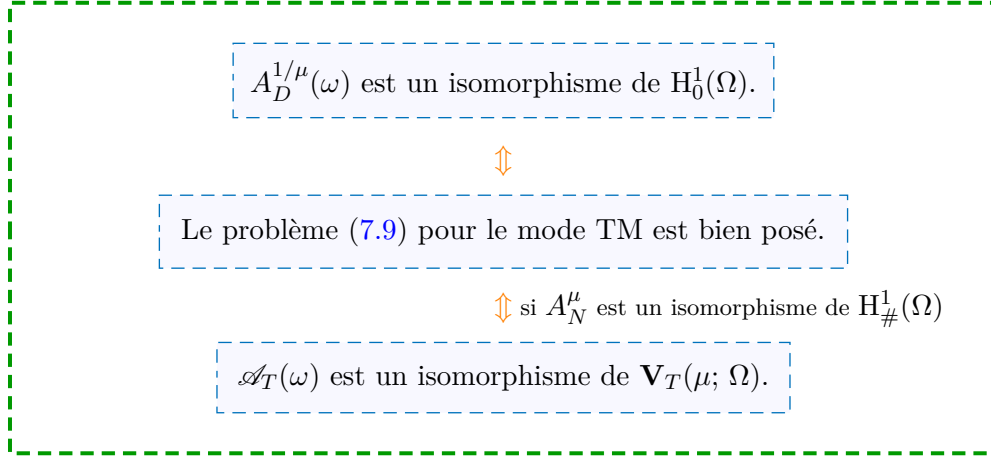 $A_D^{1/\mu}(\omega)$ est un isomorphisme de $\mathrm{H}_0^1(\Omega)$.
⇕
Le problème (7.9) pour le mode TM est bien posé.
⇕ si $A_N^{\mu}$ est un isomorphisme de $\mathrm{H}_{\#}^1(\Omega)$
$\mathscr{A}_T(\omega)$ est un isomorphisme de $\mathbf{V}_T(\mu;\, \Omega)$.